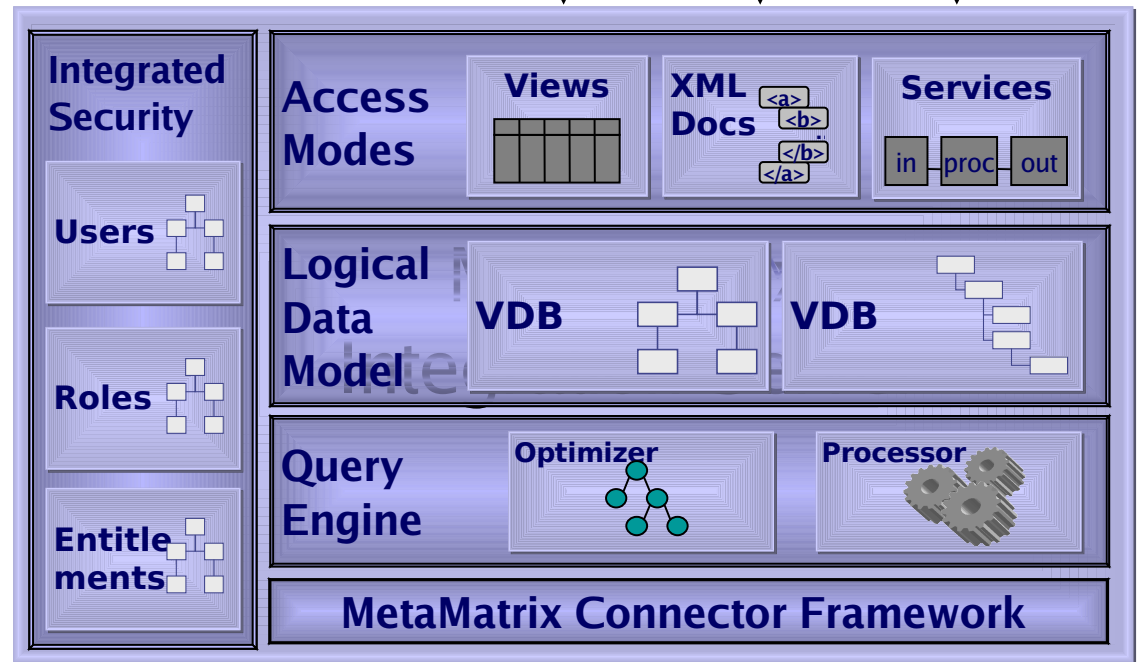 Integrated
Security
Users
Roles
Entitle
ments
Access
Modes
Views
XML
Docs
<a>
<b>
</b>
</a>
Services
in
proc
out
Logical
Data
Model
VDB
VDB
Query
Engine
Optimizer
Processor
MetaMatrix Connector Framework